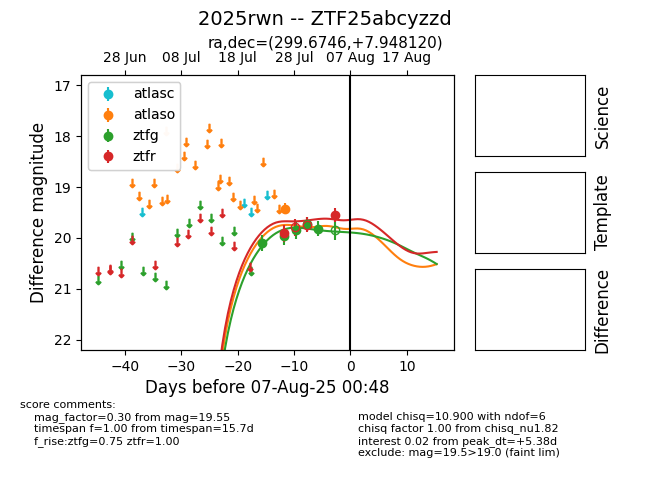 2025rwn -- ZTF25abcyzzd
ra,dec=(299.6746,+7.948120)
28 Jun 08 Jul 18 Jul 28 Jul 07 Aug 17 Aug
17
18
19
20
21
22
Difference magnitude
atlasc
atlaso
ztfg
ztfr
−40 −30 −20 −10 0 10
Days before 07-Aug-25 00:48
Science
Template
Difference
score comments:
mag_factor=0.30 from mag=19.55
timespan f=1.00 from timespan=15.7d
f_rise:ztfg=0.75 ztfr=1.00
model chisq=10.900 with ndof=6
chisq factor 1.00 from chisq_nu1.82
interest 0.02 from peak_dt=+5.38d
exclude: mag=19.5>19.0 (faint lim)